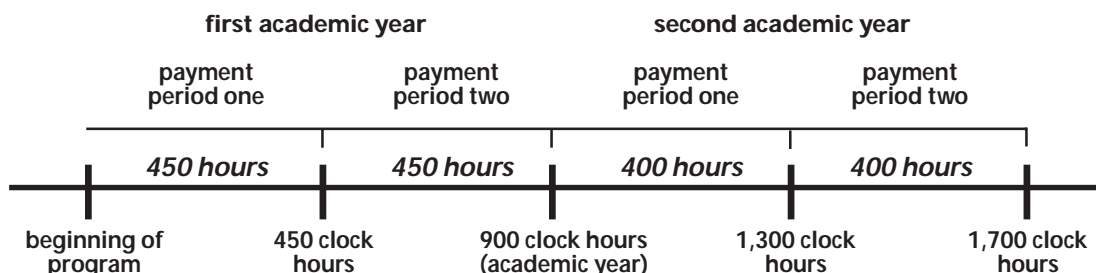 first academic year
second academic year
payment
period one
payment
period two
payment
period one
payment
period two
450 hours
450 hours
400 hours
400 hours
beginning of
program
450 clock
hours
900 clock hours
(academic year)
1,300 clock
hours
1,700 clock
hours